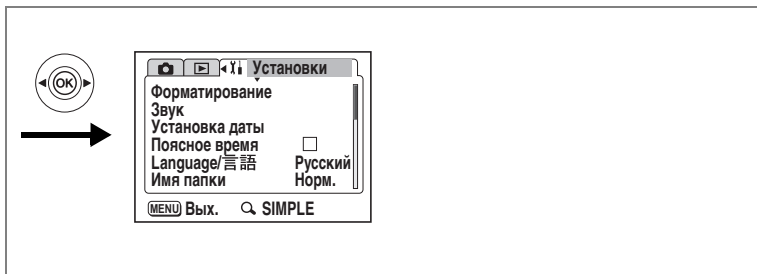 OK
Установки
Форматирование
Звук
Установка даты
Поясное время
Language/言語 Русский
Имя папки Норм.
MENU Вых. SIMPLE